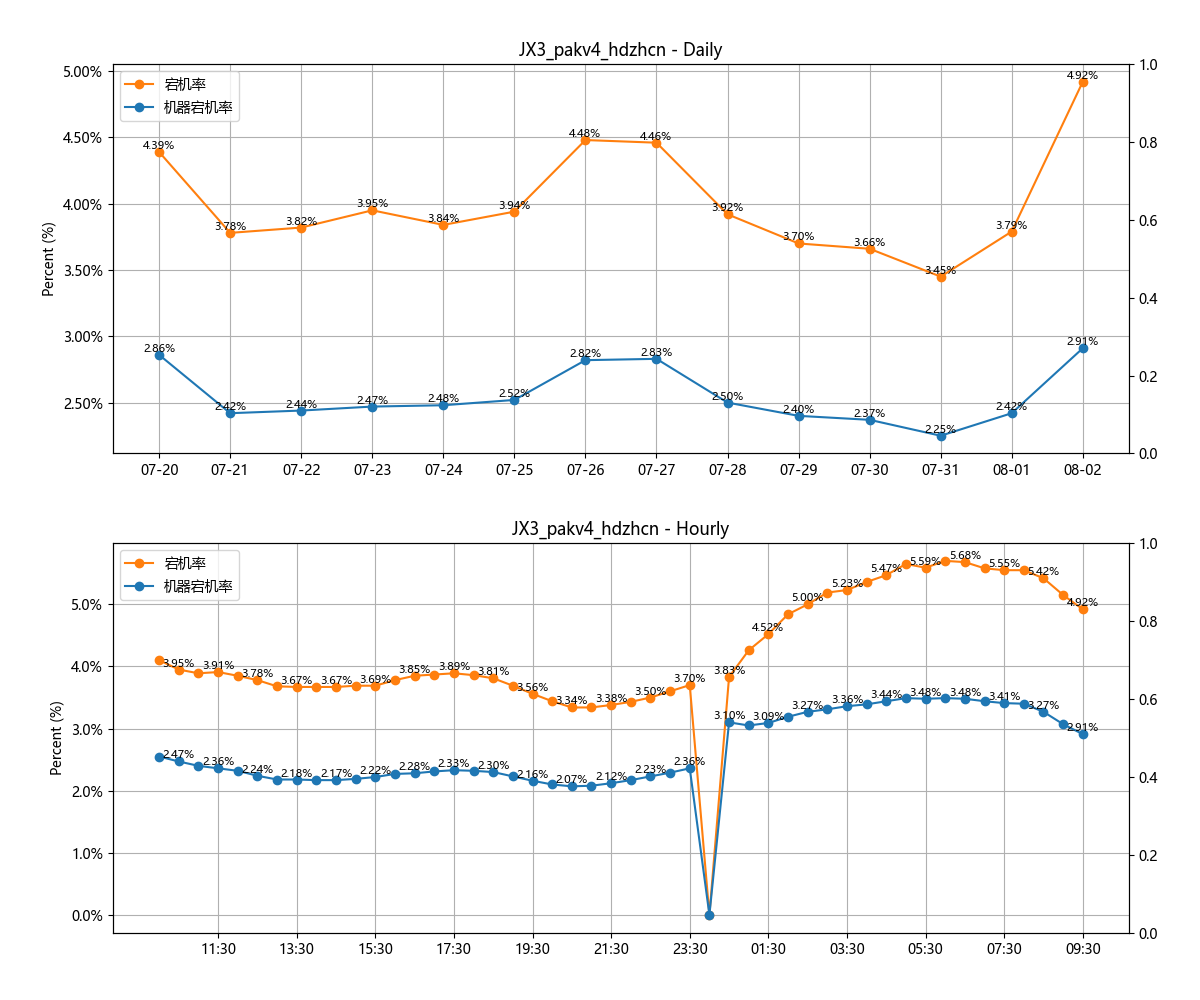 JX3_pakv4_hdzhcn - Daily
宕机率
机器宕机率
Percent (%)
5.00%
4.50%
4.00%
3.50%
3.00%
2.50%
1.0
0.8
0.6
0.4
0.2
0.0
4.39% 3.78% 3.82% 3.95% 3.84% 3.94% 4.48% 4.46% 3.92% 3.70% 3.66% 3.45% 3.79% 4.92%
2.86% 2.42% 2.44% 2.47% 2.48% 2.52% 2.82% 2.83% 2.50% 2.40% 2.37% 2.25% 2.42% 2.91%
07-20 07-21 07-22 07-23 07-24 07-25 07-26 07-27 07-28 07-29 07-30 07-31 08-01 08-02
JX3_pakv4_hdzhcn - Hourly
宕机率
机器宕机率
Percent (%)
5.0%
4.0%
3.0%
2.0%
1.0%
0.0%
1.0
0.8
0.6
0.4
0.2
0.0
3.95% 3.91% 3.78% 3.67% 3.67% 3.69% 3.85% 3.89% 3.81% 3.56% 3.34% 3.38% 3.50% 3.70% 3.83% 4.52% 5.00% 5.23% 5.47% 5.59% 5.68% 5.55% 5.42% 4.92%
2.47% 2.36% 2.24% 2.18% 2.17% 2.22% 2.28% 2.33% 2.30% 2.16% 2.07% 2.12% 2.23% 2.36% 3.10% 3.09% 3.27% 3.36% 3.44% 3.48% 3.48% 3.41% 3.27% 2.91%
11:30 13:30 15:30 17:30 19:30 21:30 23:30 01:30 03:30 05:30 07:30 09:30